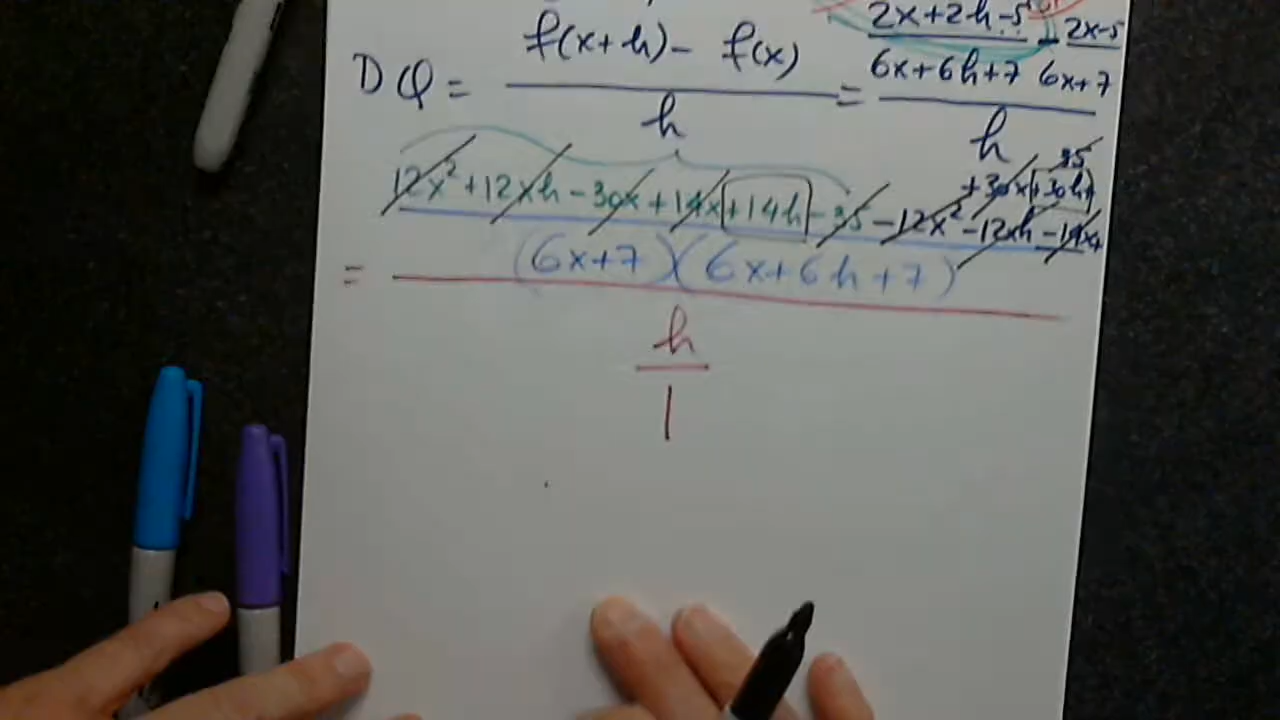 2x+2h-5 - 2x-5
DQ = f(x+h) - f(x) = 6x+6h+7 6x+7
h h
35
+30x+30h
12x²+12xh-30x+14x+14h-35-12x²-12xh-14x+
= (6x+7)(6x+6h+7)
h
1